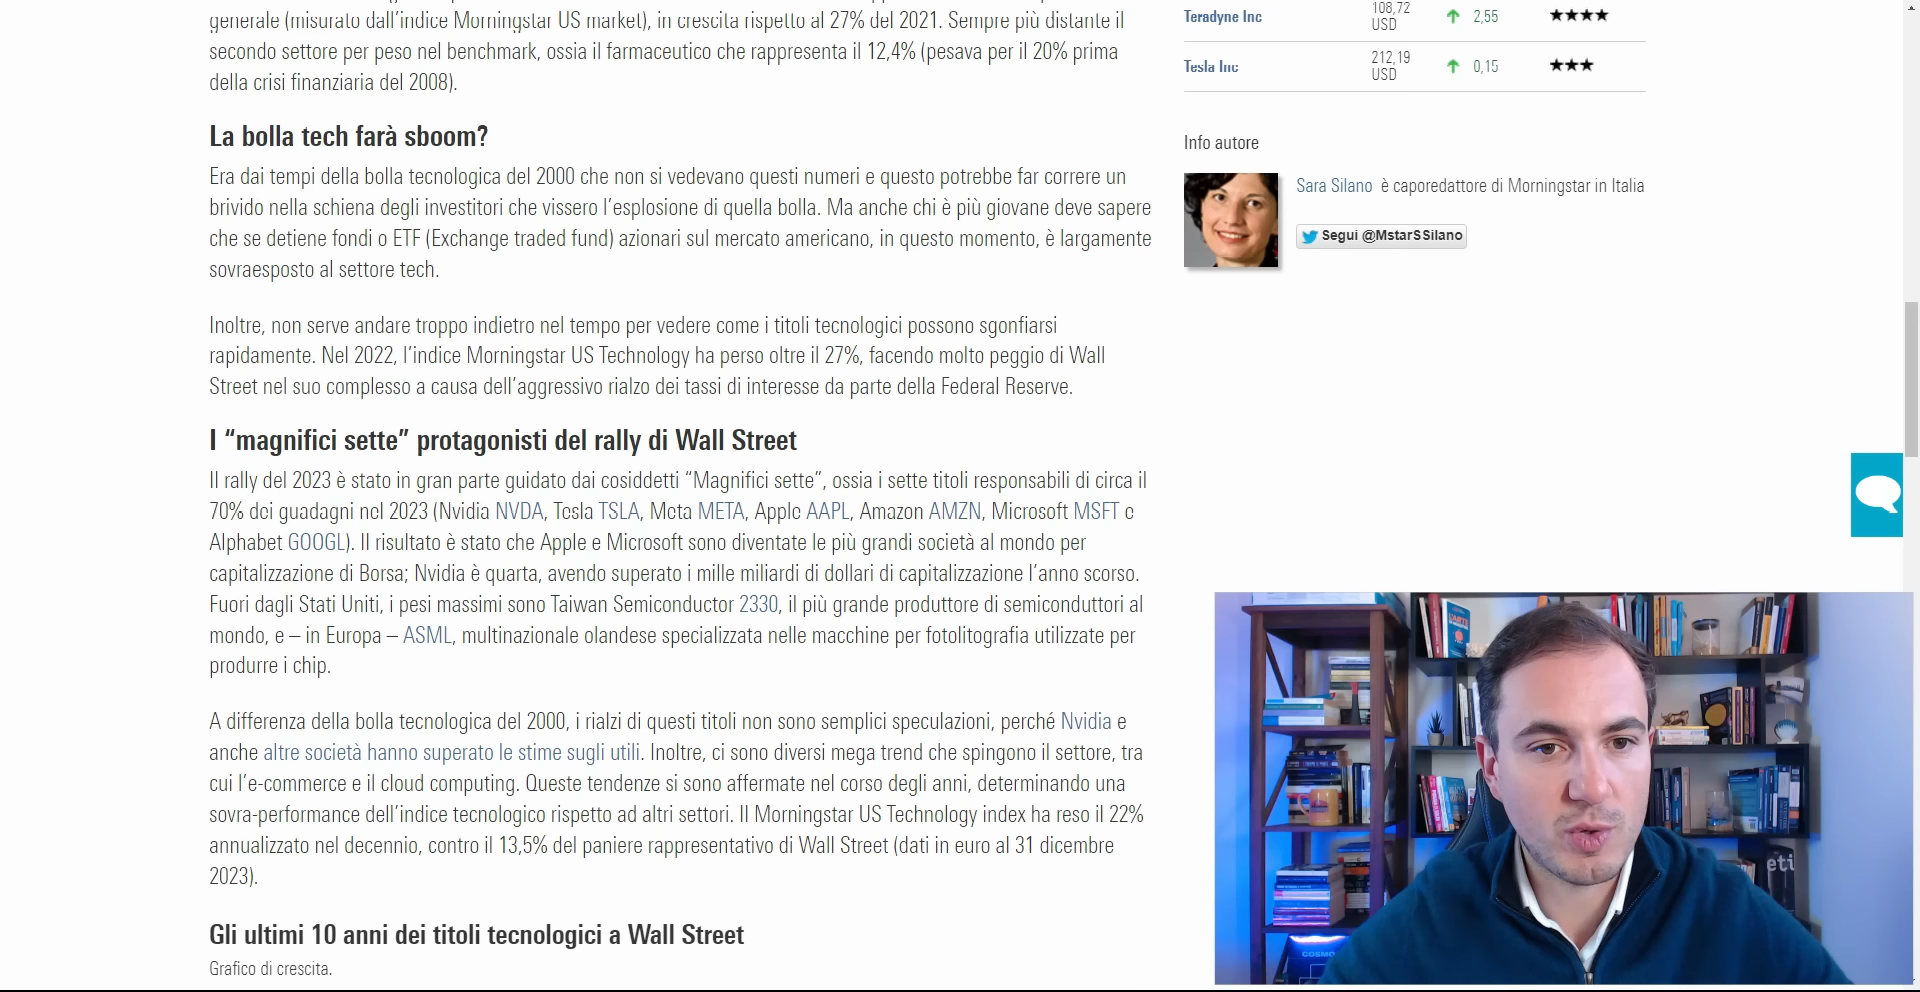 generale (misurato dall'indice Morningstar US market), in crescita rispetto al 27% del 2021. Sempre più distante il
secondo settore per peso nel benchmark, ossia il farmaceutico che rappresenta il 12,4% (pesava per il 20% prima
della crisi finanziaria del 2008).
La bolla tech farà sboom?
Era dai tempi della bolla tecnologica del 2000 che non si vedevano questi numeri e questo potrebbe far correre un
brivido nella schiena degli investitori che vissero l'esplosione di quella bolla. Ma anche chi è più giovane deve sapere
che se detiene fondi o ETF (Exchange traded fund) azionari sul mercato americano, in questo momento, è largamente
sovraesposto al settore tech.
Inoltre, non serve andare troppo indietro nel tempo per vedere come i titoli tecnologici possono sgonfiarsi
rapidamente. Nel 2022, l'indice Morningstar US Technology ha perso oltre il 27%, facendo molto peggio di Wall
Street nel suo complesso a causa dell'aggressivo rialzo dei tassi di interesse da parte della Federal Reserve.
I “magnifici sette” protagonisti del rally di Wall Street
Il rally del 2023 è stato in gran parte guidato dai cosiddetti “Magnifici sette”, ossia i sette titoli responsabili di circa il
70% dei guadagni nel 2023 (Nvidia NVDA, Tesla TSLA, Meta META, Apple AAPL, Amazon AMZN, Microsoft MSFT e
Alphabet GOOGL). Il risultato è stato che Apple e Microsoft sono diventate le più grandi società al mondo per
capitalizzazione di Borsa; Nvidia è quarta, avendo superato i mille miliardi di dollari di capitalizzazione l'anno scorso.
Fuori dagli Stati Uniti, i pesi massimi sono Taiwan Semiconductor 2330, il più grande produttore di semiconduttori al
mondo, e – in Europa – ASML, multinazionale olandese specializzata nelle macchine per fotolitografia utilizzate per
produrre i chip.
A differenza della bolla tecnologica del 2000, i rialzi di questi titoli non sono semplici speculazioni, perché Nvidia e
anche altre società hanno superato le stime sugli utili. Inoltre, ci sono diversi mega trend che spingono il settore, tra
cui l'e-commerce e il cloud computing. Queste tendenze si sono affermate nel corso degli anni, determinando una
sovra-performance dell'indice tecnologico rispetto ad altri settori. Il Morningstar US Technology index ha reso il 22%
annualizzato nel decennio, contro il 13,5% del paniere rappresentativo di Wall Street (dati in euro al 31 dicembre
2023).
Gli ultimi 10 anni dei titoli tecnologici a Wall Street
Grafico di crescita.
Teradyne Inc 108,72 USD 2,55 ★★★★
Tesla Inc 212,19 USD 0,15 ★★★
Info autore
Sara Silano è caporedattore di Morningstar in Italia
Segui @MstarSSilano
eti
COSMO